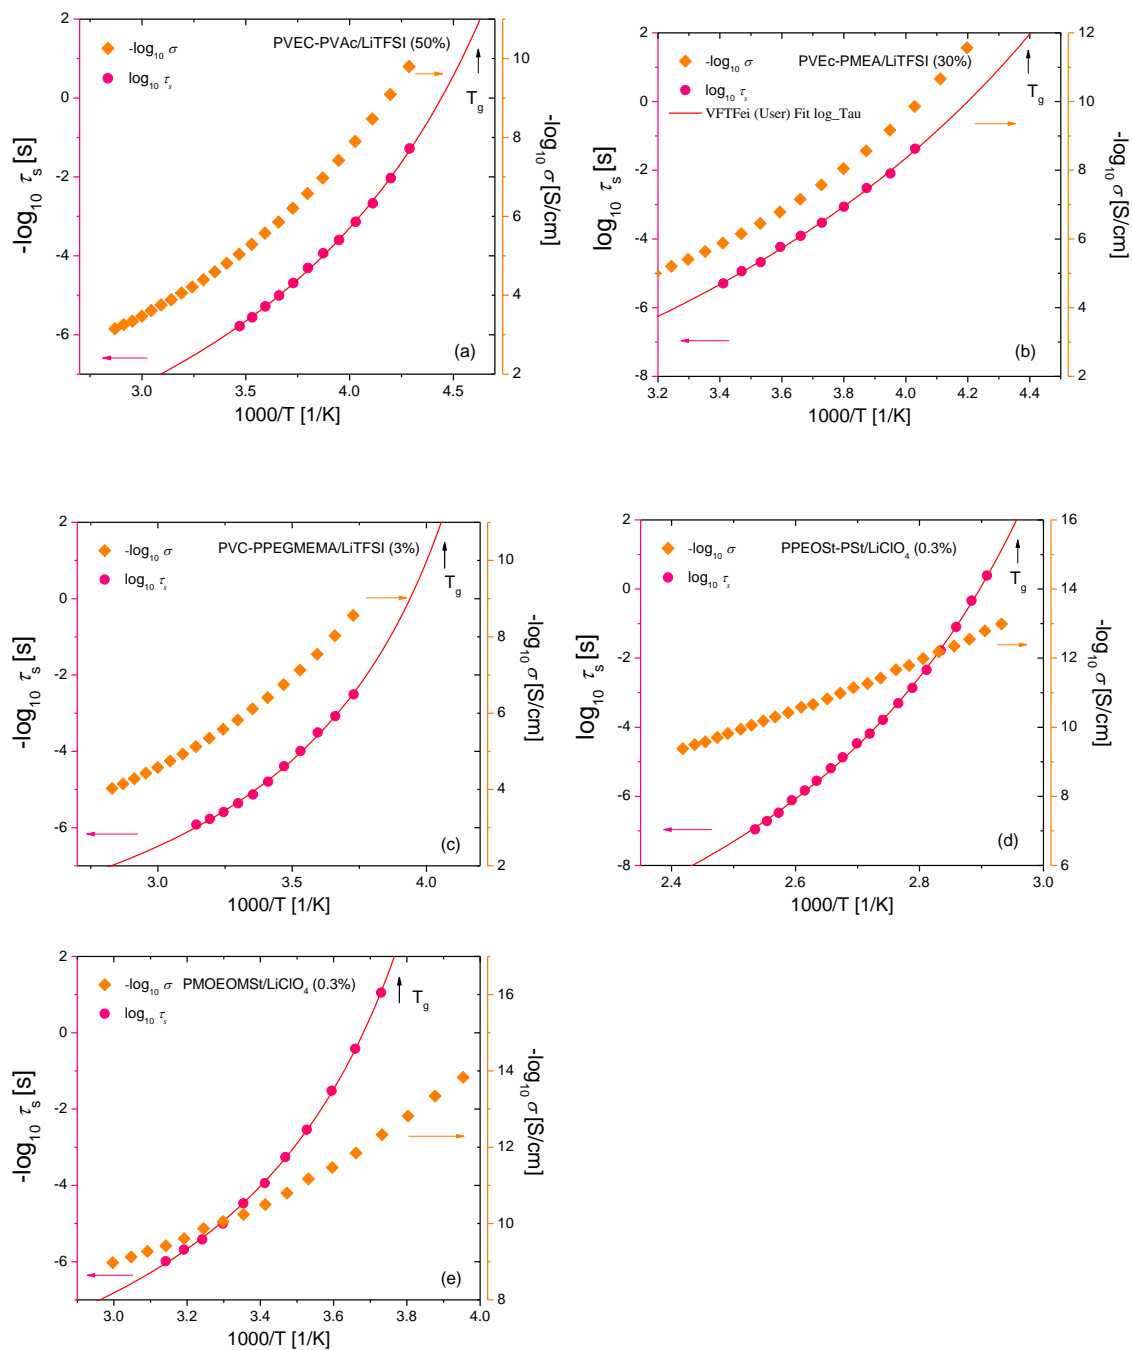 PVEC-PVAc/LiTFSI (50%)
-log₁₀ σ
log₁₀ τₛ
T_g
-log₁₀ τₛ [s]
-log₁₀ σ [S/cm]
2
0
-2
-4
-6
10
8
6
4
2
(a)
3.0 3.5 4.0 4.5
1000/T [1/K]
PVEc-PMEA/LiTFSI (30%)
-log₁₀ σ
log₁₀ τₛ
VFTFei (User) Fit log_Tau
T_g
log₁₀ τₛ [s]
-log₁₀ σ [S/cm]
2
0
-2
-4
-6
-8
12
10
8
6
4
2
(b)
3.2 3.4 3.6 3.8 4.0 4.2 4.4
1000/T [1/K]
PVC-PPEGMEMA/LiTFSI (3%)
-log₁₀ σ
log₁₀ τₛ
T_g
-log₁₀ τₛ [s]
-log₁₀ σ [S/cm]
2
0
-2
-4
-6
10
8
6
4
2
(c)
3.0 3.5 4.0
1000/T [1/K]
PPEOSt-PSt/LiClO₄ (0.3%)
-log₁₀ σ
log₁₀ τₛ
T_g
log₁₀ τₛ [s]
-log₁₀ σ [S/cm]
2
0
-2
-4
-6
-8
16
14
12
10
8
6
(d)
2.4 2.6 2.8 3.0
1000/T [1/K]
-log₁₀ σ PMOEOMSt/LiClO₄ (0.3%)
log₁₀ τₛ
T_g
-log₁₀ τₛ [s]
-log₁₀ σ [S/cm]
2
0
-2
-4
-6
16
14
12
10
8
(e)
3.0 3.2 3.4 3.6 3.8 4.0
1000/T [1/K]